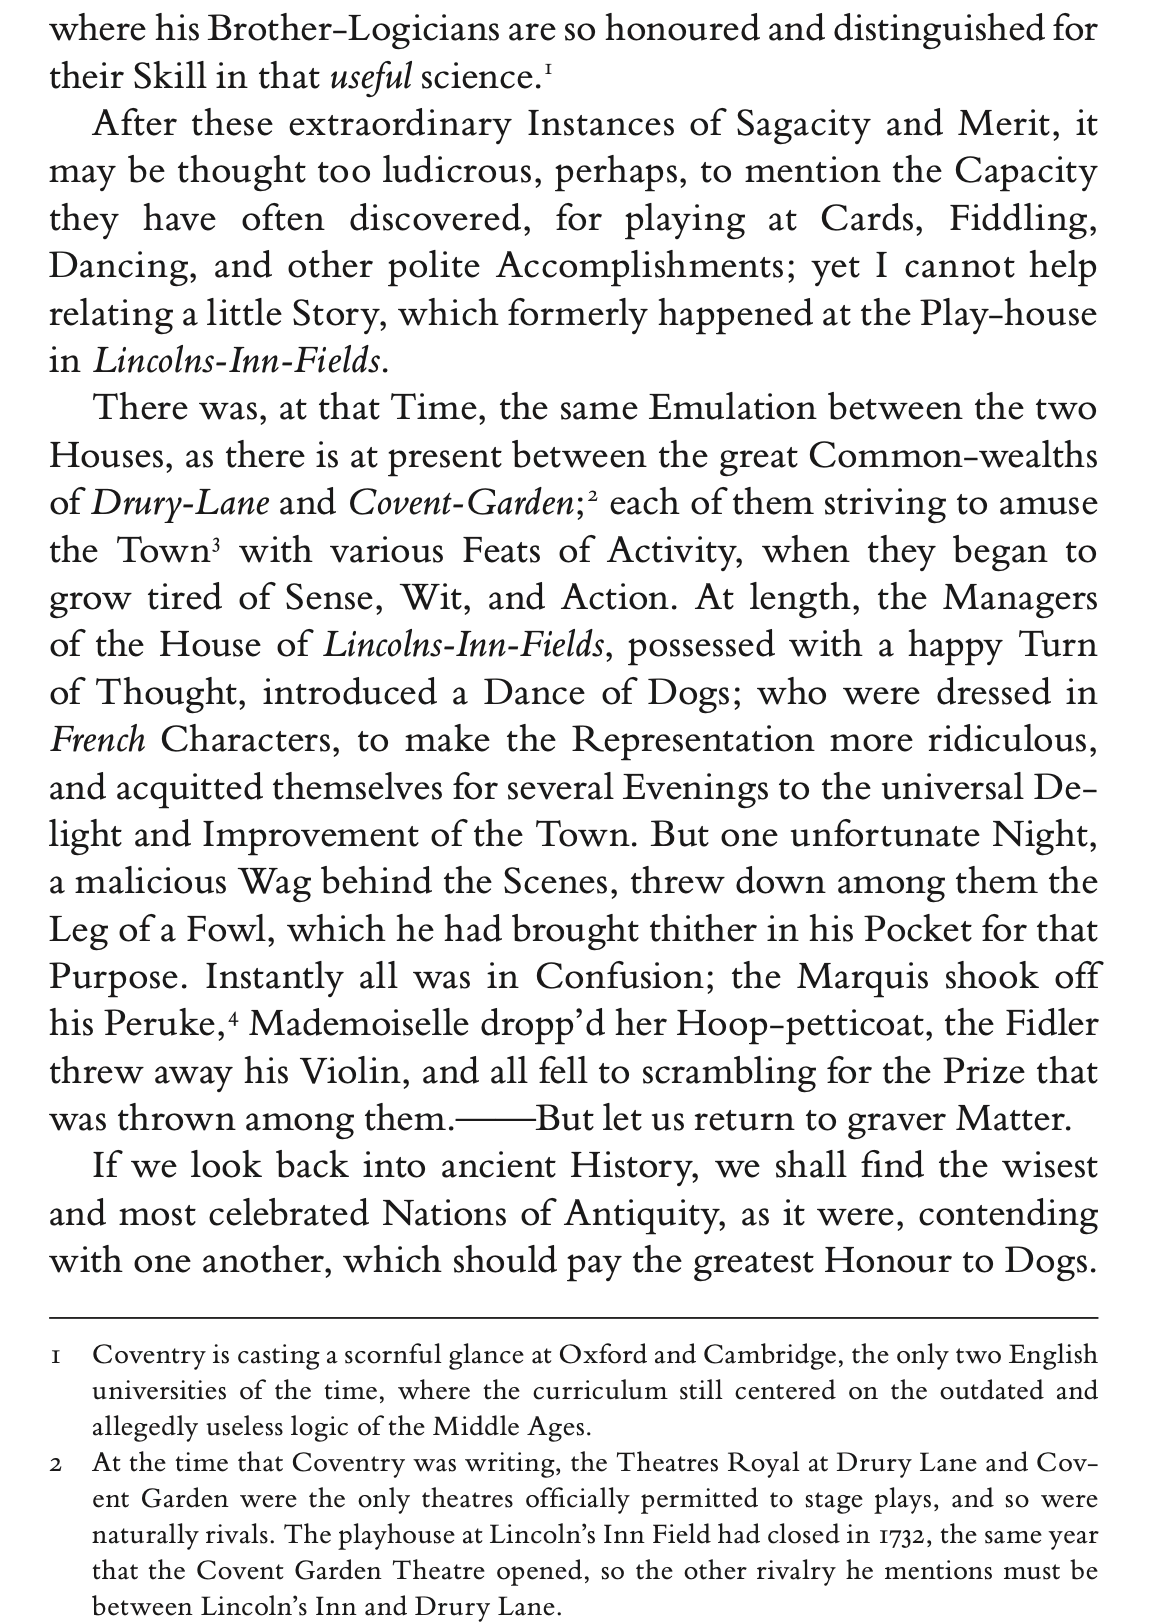 where his Brother-Logicians are so honoured and distinguished for
their Skill in that useful science.1
After these extraordinary Instances of Sagacity and Merit, it
may be thought too ludicrous, perhaps, to mention the Capacity
they have often discovered, for playing at Cards, Fiddling,
Dancing, and other polite Accomplishments; yet I cannot help
relating a little Story, which formerly happened at the Play-house
in Lincolns-Inn-Fields.
There was, at that Time, the same Emulation between the two
Houses, as there is at present between the great Common-wealths
of Drury-Lane and Covent-Garden;2 each of them striving to amuse
the Town3 with various Feats of Activity, when they began to
grow tired of Sense, Wit, and Action. At length, the Managers
of the House of Lincolns-Inn-Fields, possessed with a happy Turn
of Thought, introduced a Dance of Dogs; who were dressed in
French Characters, to make the Representation more ridiculous,
and acquitted themselves for several Evenings to the universal De-
light and Improvement of the Town. But one unfortunate Night,
a malicious Wag behind the Scenes, threw down among them the
Leg of a Fowl, which he had brought thither in his Pocket for that
Purpose. Instantly all was in Confusion; the Marquis shook off
his Peruke,4 Mademoiselle dropp'd her Hoop-petticoat, the Fidler
threw away his Violin, and all fell to scrambling for the Prize that
was thrown among them.——But let us return to graver Matter.
If we look back into ancient History, we shall find the wisest
and most celebrated Nations of Antiquity, as it were, contending
with one another, which should pay the greatest Honour to Dogs.
1 Coventry is casting a scornful glance at Oxford and Cambridge, the only two English
universities of the time, where the curriculum still centered on the outdated and
allegedly useless logic of the Middle Ages.
2 At the time that Coventry was writing, the Theatres Royal at Drury Lane and Cov-
ent Garden were the only theatres officially permitted to stage plays, and so were
naturally rivals. The playhouse at Lincoln's Inn Field had closed in 1732, the same year
that the Covent Garden Theatre opened, so the other rivalry he mentions must be
between Lincoln's Inn and Drury Lane.